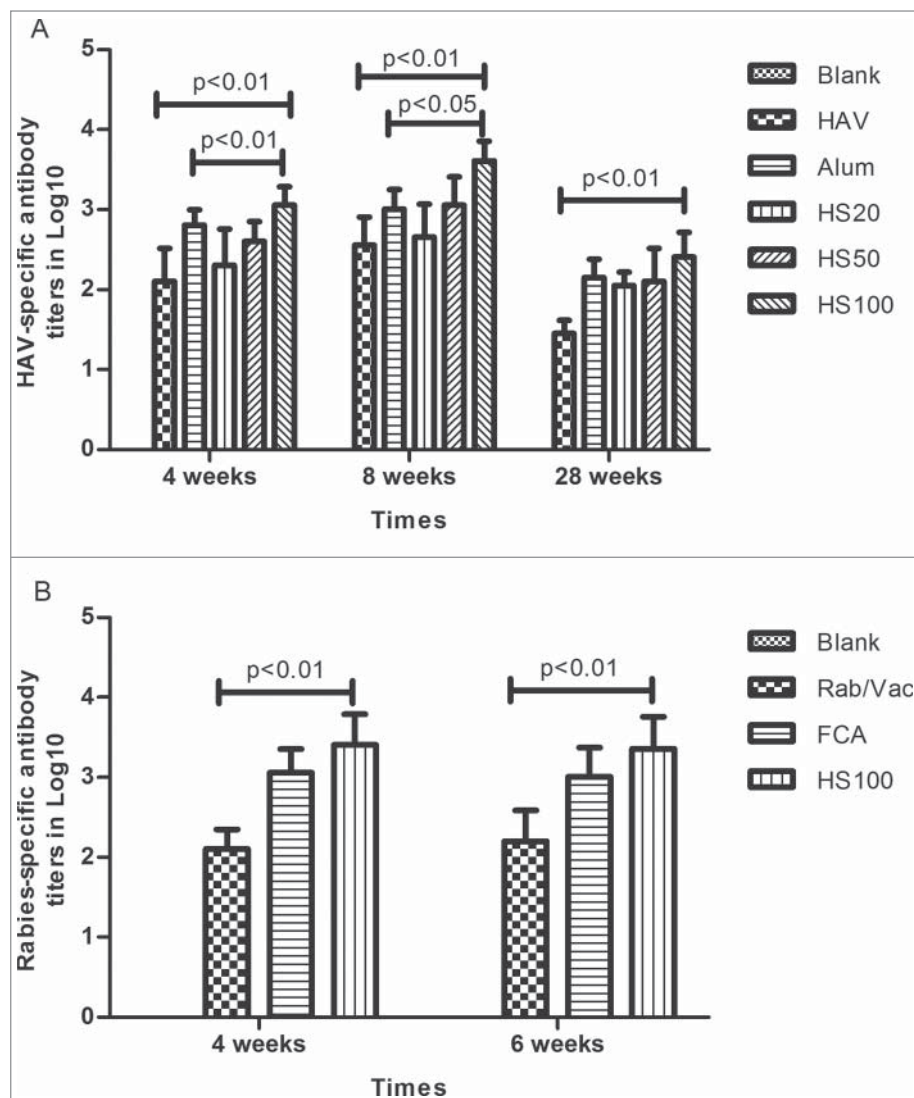 A
5
4
3
2
1
0
HAV-specific antibody
titers in Log10
p<0.01
p<0.01
p<0.01
p<0.05
p<0.01
4 weeks
8 weeks
28 weeks
Times
Blank
HAV
Alum
HS20
HS50
HS100
B
5
4
3
2
1
0
Rabies-specific antibody
titers in Log10
p<0.01
p<0.01
4 weeks
6 weeks
Times
Blank
Rab/Vac
FCA
HS100